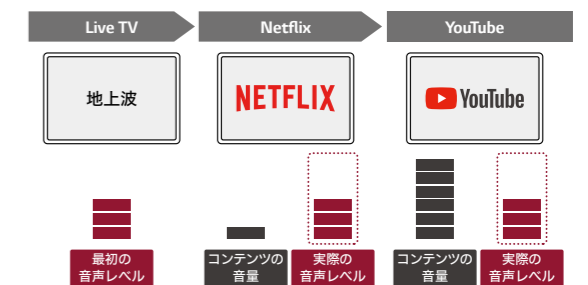 Live TV
Netflix
YouTube
地上波
NETFLIX
YouTube
最初の
音声レベル
コンテンツの
音量
実際の
音声レベル
コンテンツの
音量
実際の
音声レベル